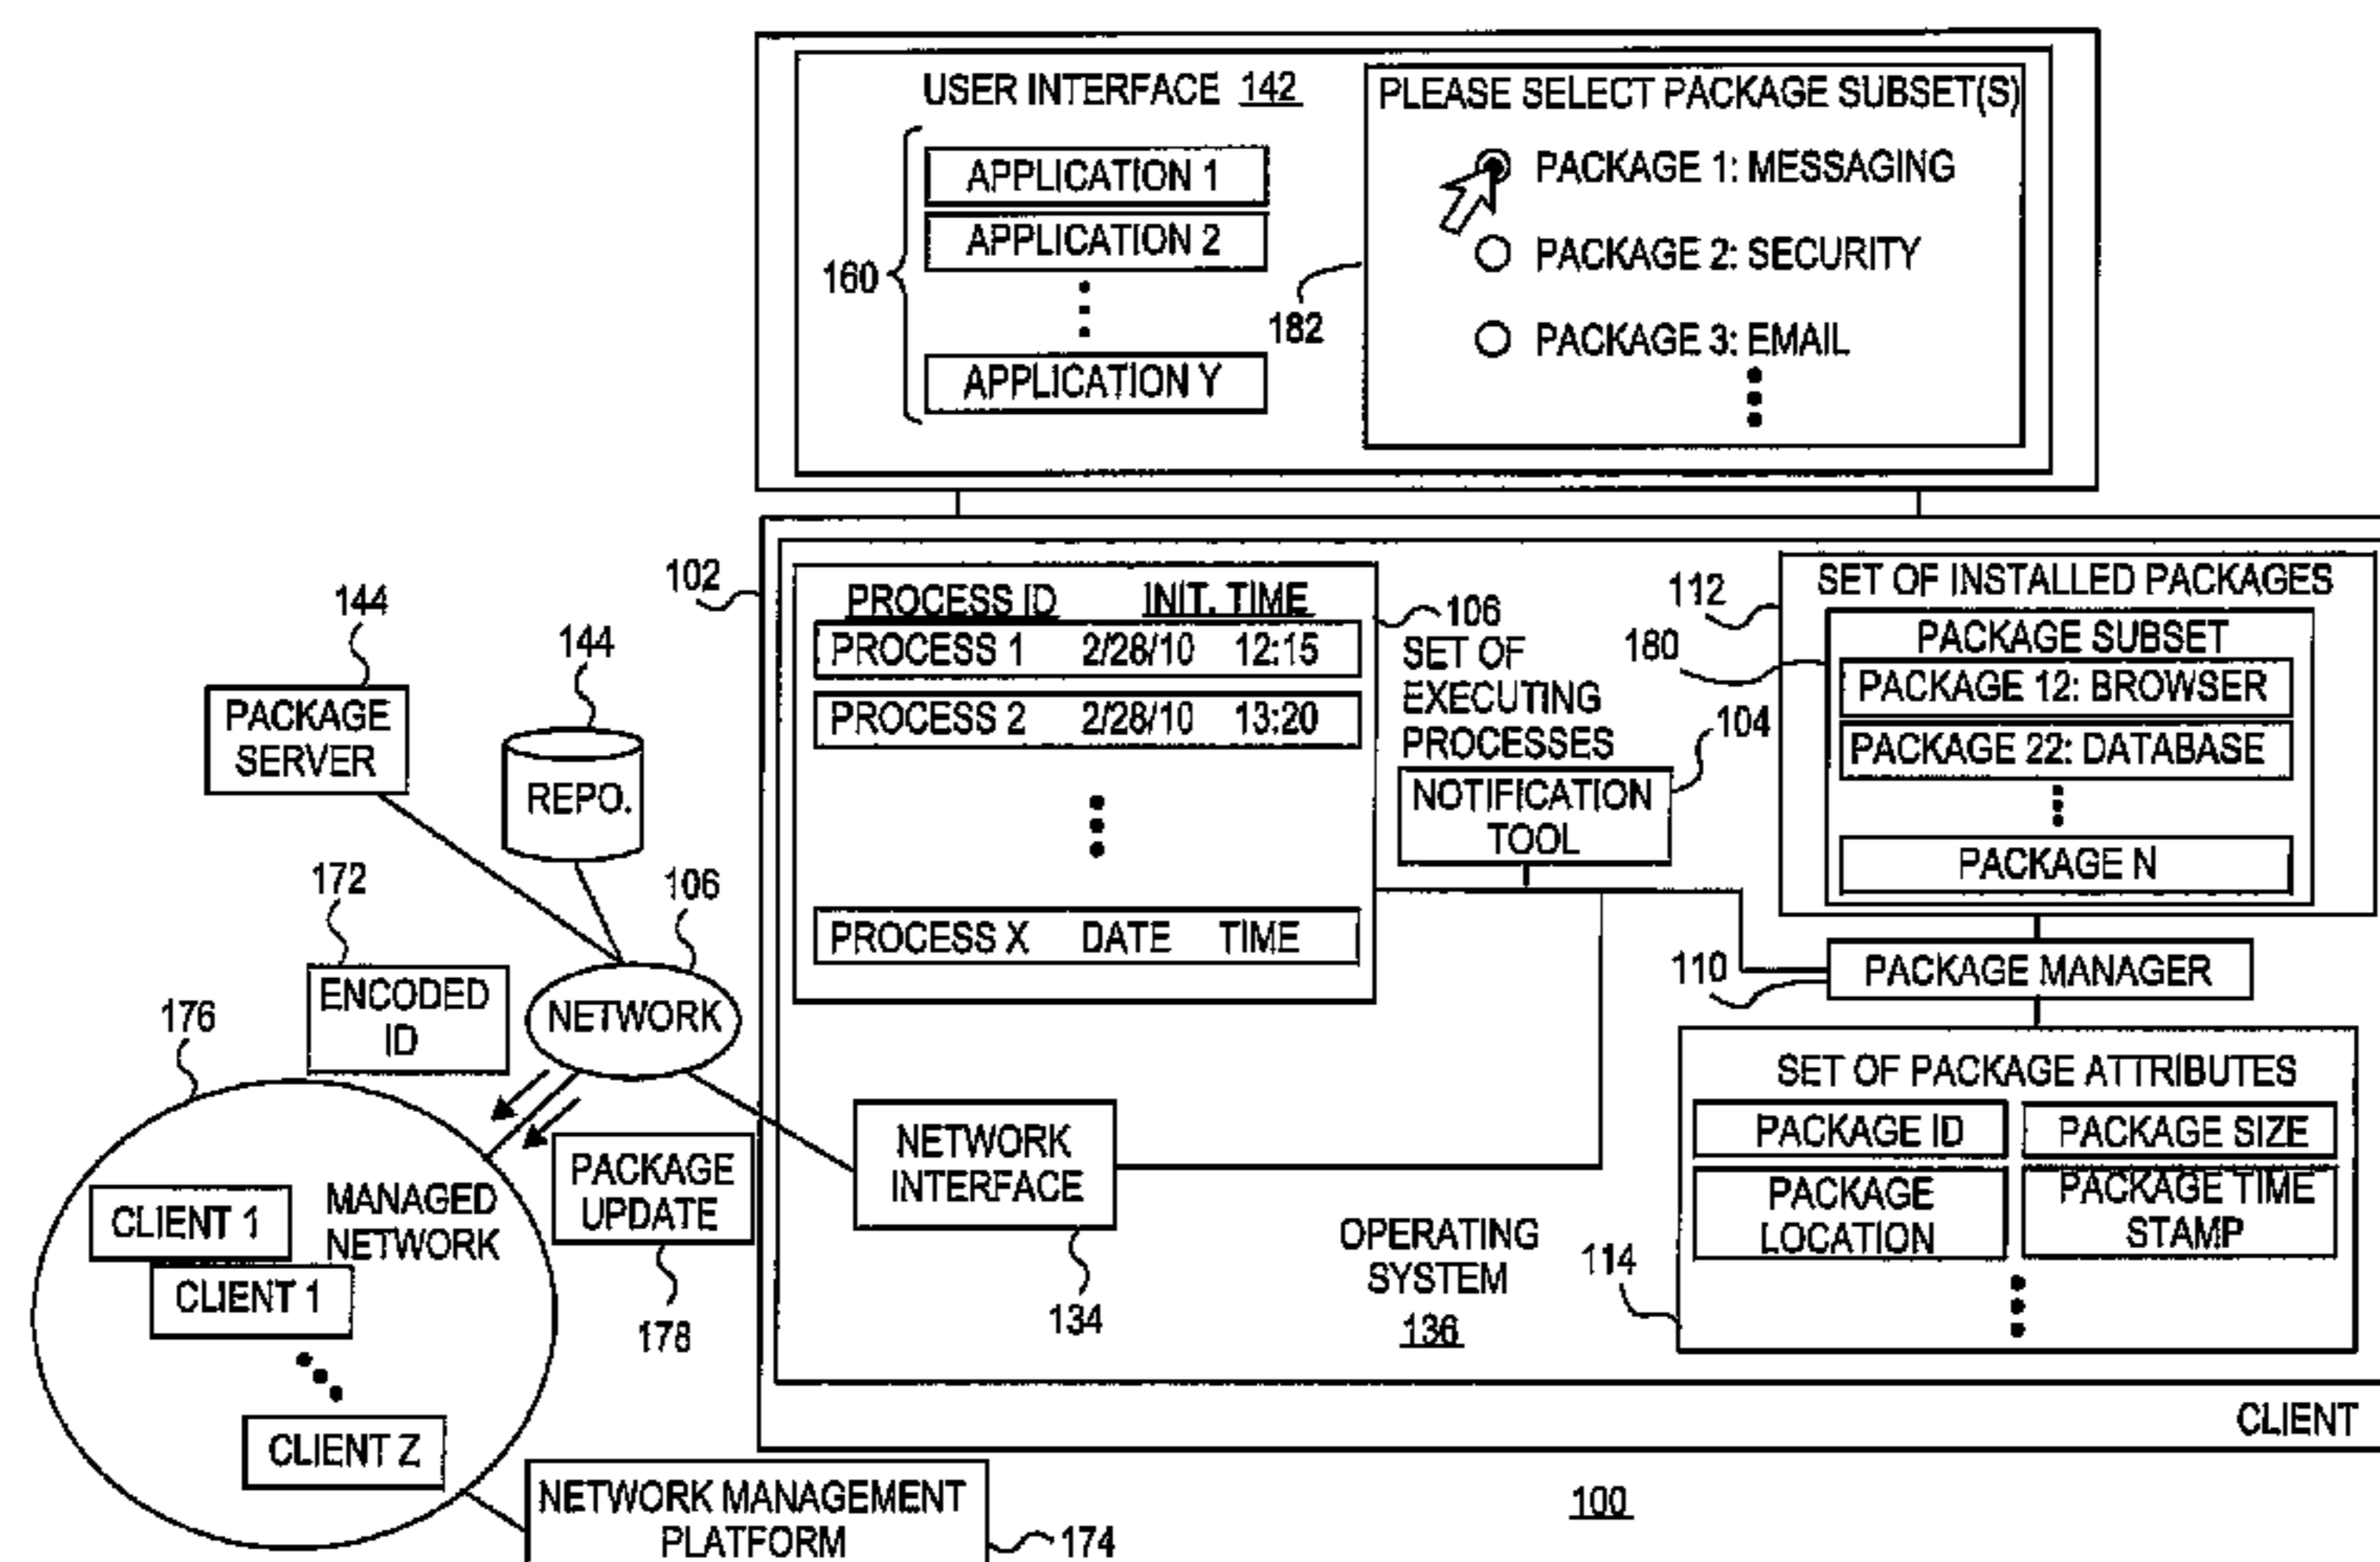 USER INTERFACE 142
PLEASE SELECT PACKAGE SUBSET(S)
160
APPLICATION 1
APPLICATION 2
APPLICATION Y
182
PACKAGE 1: MESSAGING
PACKAGE 2: SECURITY
PACKAGE 3: EMAIL
102
PROCESS ID INIT. TIME
PROCESS 1 2/28/10 12:15
PROCESS 2 2/28/10 13:20
PROCESS X DATE TIME
106
SET OF
EXECUTING
PROCESSES
104
NOTIFICATION
TOOL
112
SET OF INSTALLED PACKAGES
180
PACKAGE SUBSET
PACKAGE 12: BROWSER
PACKAGE 22: DATABASE
PACKAGE N
110
PACKAGE MANAGER
SET OF PACKAGE ATTRIBUTES
PACKAGE ID
PACKAGE SIZE
PACKAGE
LOCATION
PACKAGE TIME
STAMP
114
144
PACKAGE
SERVER
144
REPO.
172
ENCODED
ID
106
NETWORK
176
MANAGED
NETWORK
CLIENT 1
CLIENT 1
CLIENT Z
PACKAGE
UPDATE
178
NETWORK
INTERFACE
134
OPERATING
SYSTEM
136
CLIENT
NETWORK MANAGEMENT
PLATFORM
174
100